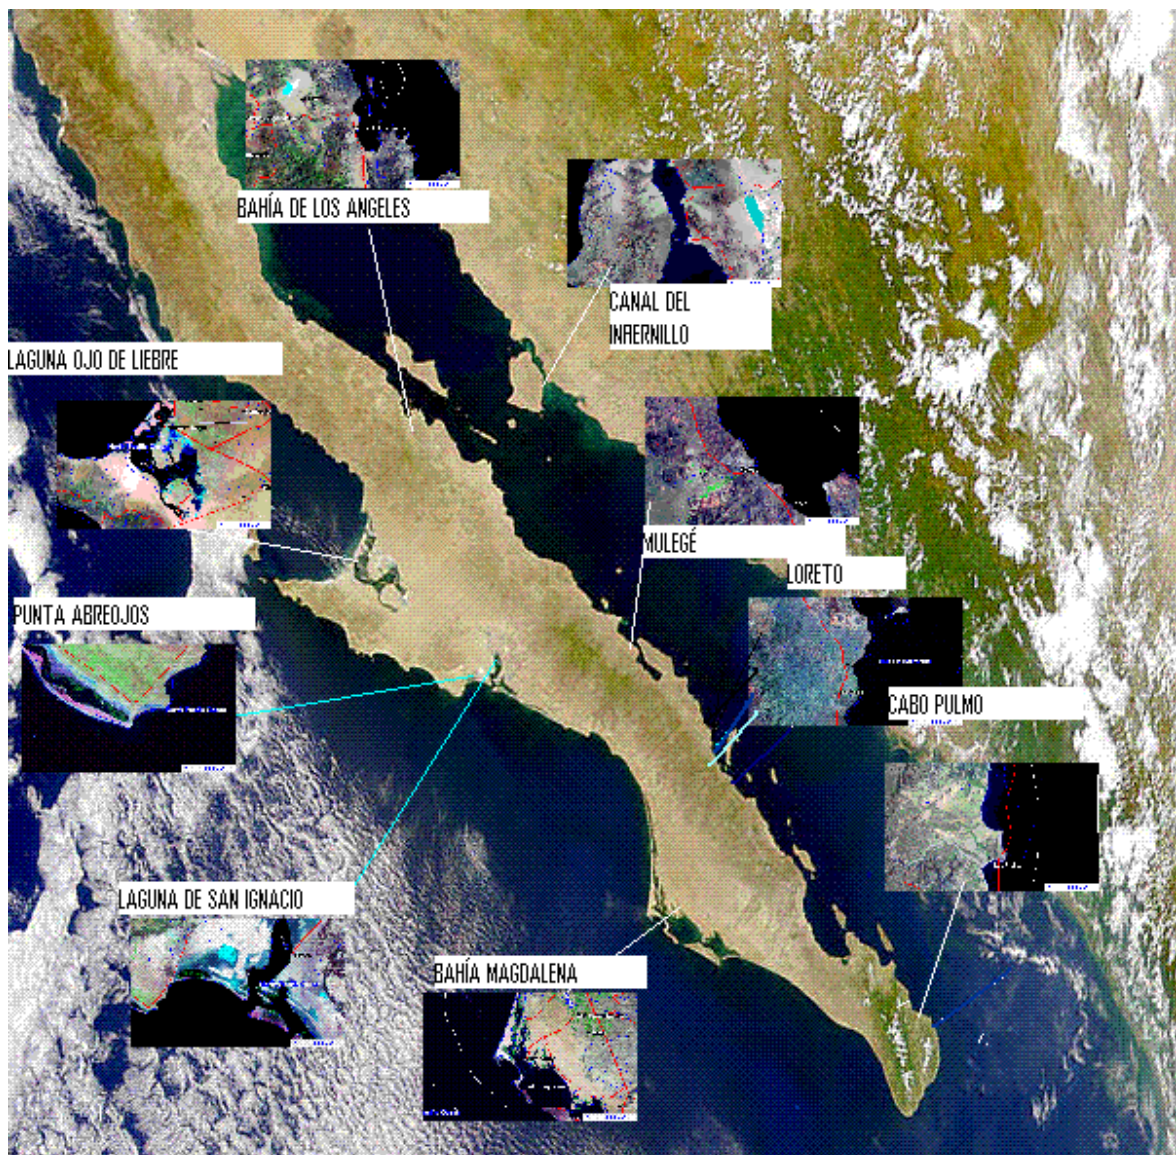 BAHÍA DE LOS ANGELES
CANAL DEL
INFIERNILLO
LAGUNA OJO DE LIEBRE
MULEGÉ
LORETO
PUNTA ABREOJOS
CABO PULMO
LAGUNA DE SAN IGNACIO
BAHÍA MAGDALENA